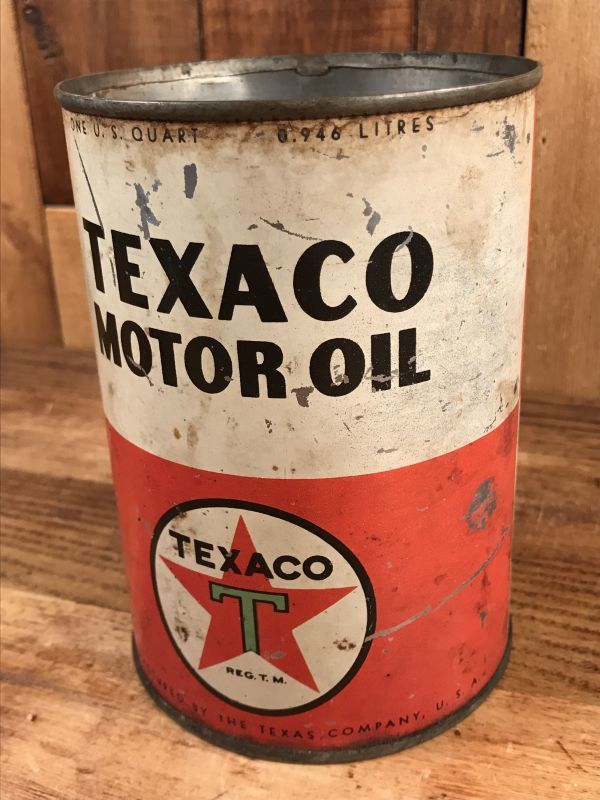 ONE U.S. QUART 0.946 LITRES
TEXACO
MOTOR OIL
TEXACO
T
REG. T. M.
BY THE TEXAS COMPANY, U. S. A.